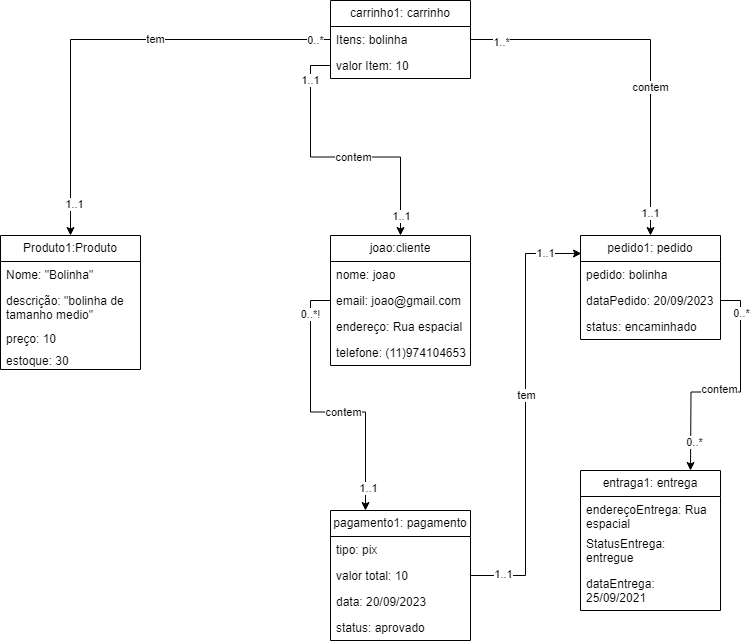 carrinho1: carrinho
Itens: bolinha
valor Item: 10
tem
0..*
1..*
1..1
contem
contem
1..1
1..1
1..1
Produto1:Produto
Nome: "Bolinha"
descrição: "bolinha de
tamanho medio"
preço: 10
estoque: 30
joao:cliente
nome: joao
email: joao@gmail.com
endereço: Rua espacial
telefone: (11)974104653
0..*!
contem
1..1
1..1
tem
1..1
pedido1: pedido
pedido: bolinha
dataPedido: 20/09/2023
status: encaminhado
0..*
contem
0..*
pagamento1: pagamento
tipo: pix
valor total: 10
data: 20/09/2023
status: aprovado
entraga1: entrega
endereçoEntrega: Rua
espacial
StatusEntrega:
entregue
dataEntrega:
25/09/2021